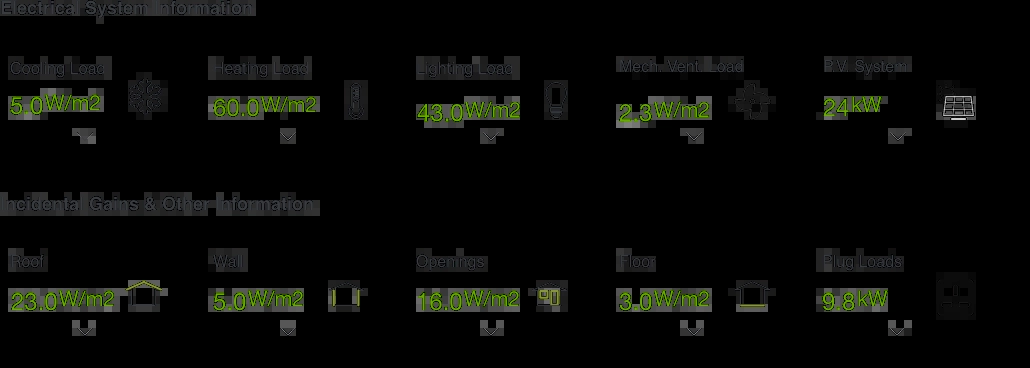 Electrical System Information
Cooling Load
5.0W/m2
Heating Load
60.0W/m2
Lighting Load
43.0W/m2
Mech. Vent. Load
2.3W/m2
P.V. System
24kW
Incidental Gains & Other Information
Roof
23.0W/m2
Wall
5.0W/m2
Openings
16.0W/m2
Floor
3.0W/m2
Plug Loads
9.8kW